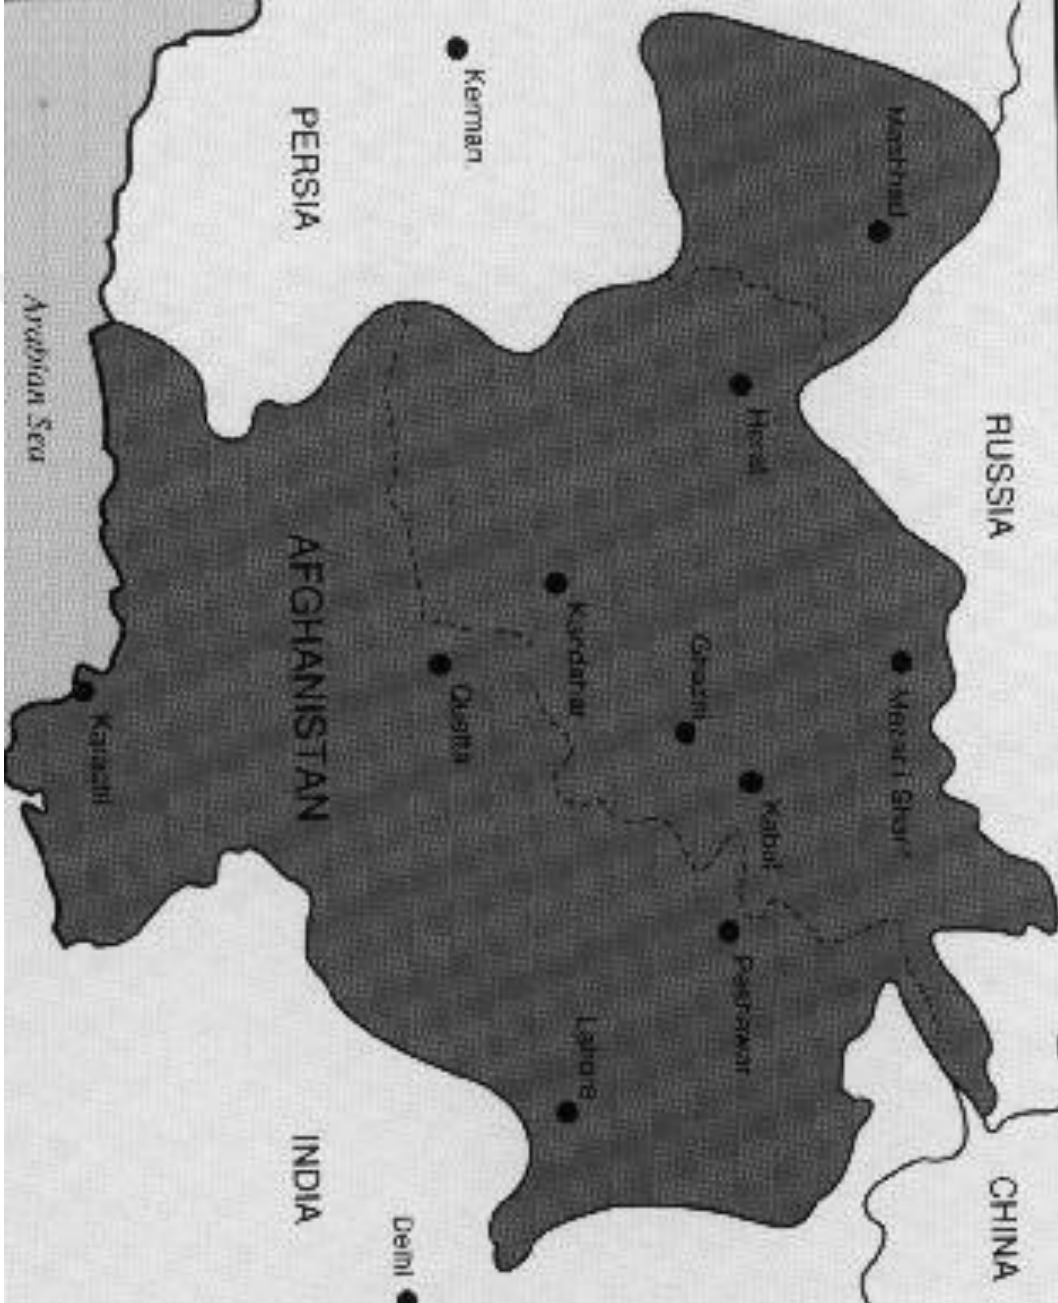 RUSSIA
CHINA
Mashhad
Mazar i Sharif
Herat
Kabul
Peshawar
Ghazni
Kandahar
Lahore
Kerman
Quetta
Delhi
PERSIA
AFGHANISTAN
INDIA
Karachi
Arabian Sea